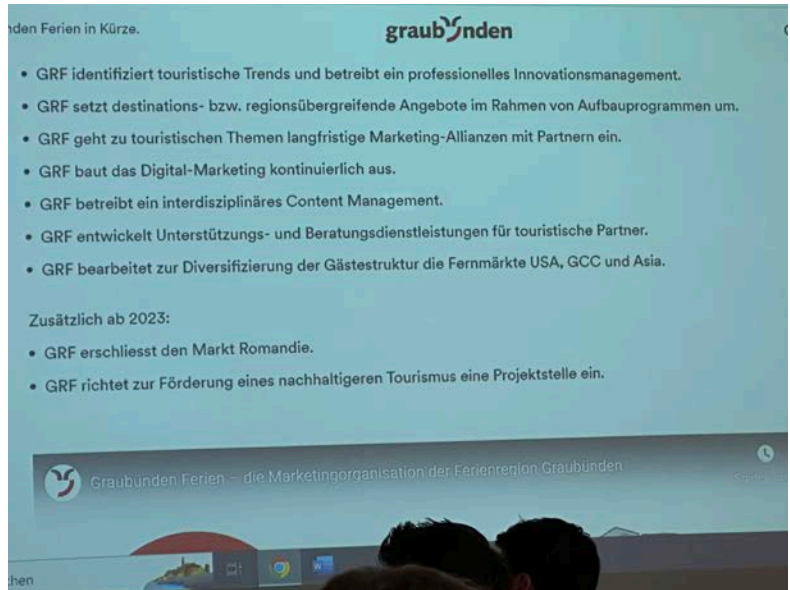 nden Ferien in Kürze.
graubünden
• GRF identifiziert touristische Trends und betreibt ein professionelles Innovationsmanagement.
• GRF setzt destinations- bzw. regionsübergreifende Angebote im Rahmen von Aufbauprogrammen um.
• GRF geht zu touristischen Themen langfristige Marketing-Allianzen mit Partnern ein.
• GRF baut das Digital-Marketing kontinuierlich aus.
• GRF betreibt ein interdisziplinäres Content Management.
• GRF entwickelt Unterstützungs- und Beratungsdienstleistungen für touristische Partner.
• GRF bearbeitet zur Diversifizierung der Gästestruktur die Fernmärkte USA, GCC und Asia.
Zusätzlich ab 2023:
• GRF erschliesst den Markt Romandie.
• GRF richtet zur Förderung eines nachhaltigeren Tourismus eine Projektstelle ein.
Graubünden Ferien – die Marketingorganisation der Ferienregion Graubünden
chen